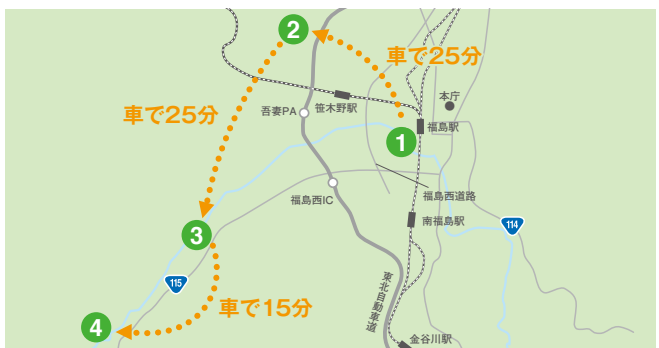 2
車で25分
本庁
笹木野駅
吾妻PA
福島駅
1
車で25分
福島西IC
福島西道路
南福島駅
114
3
115
東北自動車道
車で15分
4
金谷川駅